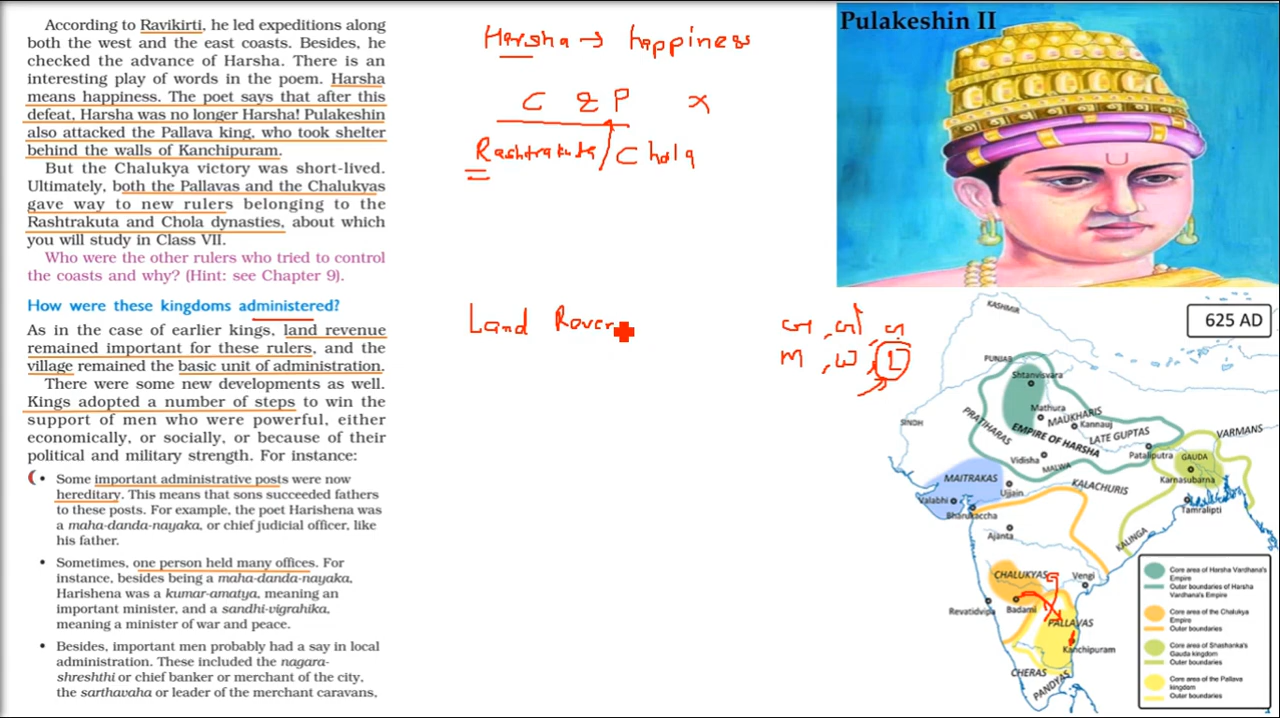 According to Ravikirti, he led expeditions along
both the west and the east coasts. Besides, he
checked the advance of Harsha. There is an
interesting play of words in the poem. Harsha
means happiness. The poet says that after this
defeat, Harsha was no longer Harsha! Pulakeshin
also attacked the Pallava king, who took shelter
behind the walls of Kanchipuram.
But the Chalukya victory was short-lived.
Ultimately, both the Pallavas and the Chalukyas
gave way to new rulers belonging to the
Rashtrakuta and Chola dynasties, about which
you will study in Class VII.
Who were the other rulers who tried to control
the coasts and why? (Hint: see Chapter 9).
How were these kingdoms administered?
As in the case of earlier kings, land revenue
remained important for these rulers, and the
village remained the basic unit of administration.
There were some new developments as well.
Kings adopted a number of steps to win the
support of men who were powerful, either
economically, or socially, or because of their
political and military strength. For instance:
• Some important administrative posts were now
hereditary. This means that sons succeeded fathers
to these posts. For example, the poet Harishena was
a maha-danda-nayaka, or chief judicial officer, like
his father.
• Sometimes, one person held many offices. For
instance, besides being a maha-danda-nayaka,
Harishena was a kumar-amatya, meaning an
important minister, and a sandhi-vigrahika,
meaning a minister of war and peace.
• Besides, important men probably had a say in local
administration. These included the nagara-
shreshthi or chief banker or merchant of the city,
the sarthavaha or leader of the merchant caravans,
Harsha → happiness
C & P x
Rashtrakuta / Chola
Land Rover
M, W, L
Pulakeshin II
625 AD
KASHMIR
PUNJAB
Shtanvisvara
Mathura
MAUKHARIS
Kannauj
PRATIHARAS
SINDH
EMPIRE OF HARSHA
LATE GUPTAS
VARMANS
Pataliputra
GAUDA
Vidisha
MALWA
Karnasubarna
MAITRAKAS
Ujjain
KALACHURIS
Valabhi
Bharukaccha
Tamralipti
Ajanta
KALINGA
CHALUKYAS
Vengi
Revatidvipa
Badami
PALLAVAS
Kanchipuram
CHERAS
PANDYAS
Core area of Harsha Vardhana's
Empire
Outer boundaries of Harsha
Vardhana's Empire
Core area of the Chalukya
Empire
Outer boundaries
Core area of Shashanka's
Gauda kingdom
Outer boundaries
Core area of the Pallava
kingdom
Outer boundaries